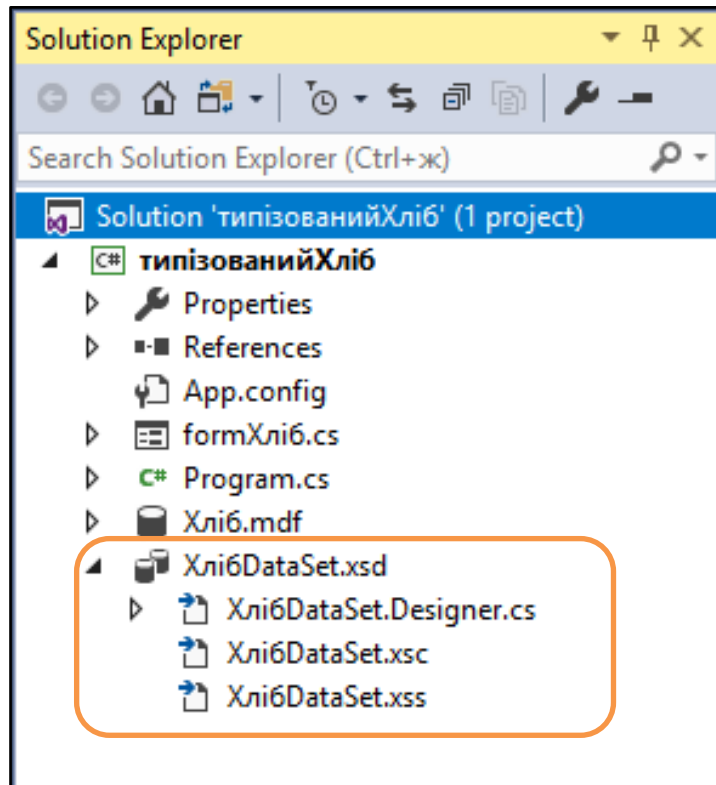 Solution Explorer
Search Solution Explorer (Ctrl+ж)
Solution 'типізованийХліб' (1 project)
C# типізованийХліб
Properties
References
App.config
formХліб.cs
C# Program.cs
Хліб.mdf
ХлібDataSet.xsd
ХлібDataSet.Designer.cs
ХлібDataSet.xsc
ХлібDataSet.xss